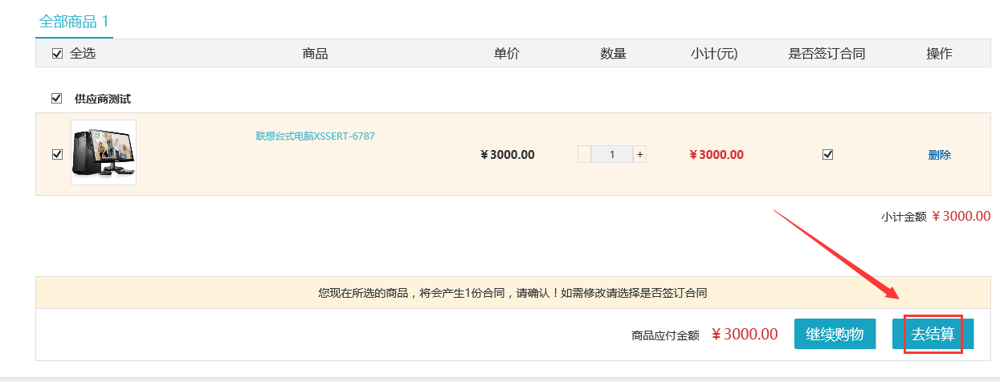 全部商品 1
全选 商品 单价 数量 小计(元) 是否签订合同 操作
供应商测试
联想台式电脑XSSERT-6787
¥3000.00 - 1 + ¥3000.00 删除
小计金额 ¥3000.00
您现在所选的商品，将会产生1份合同，请确认！如需修改请选择是否签订合同
商品应付金额 ¥3000.00 继续购物 去结算